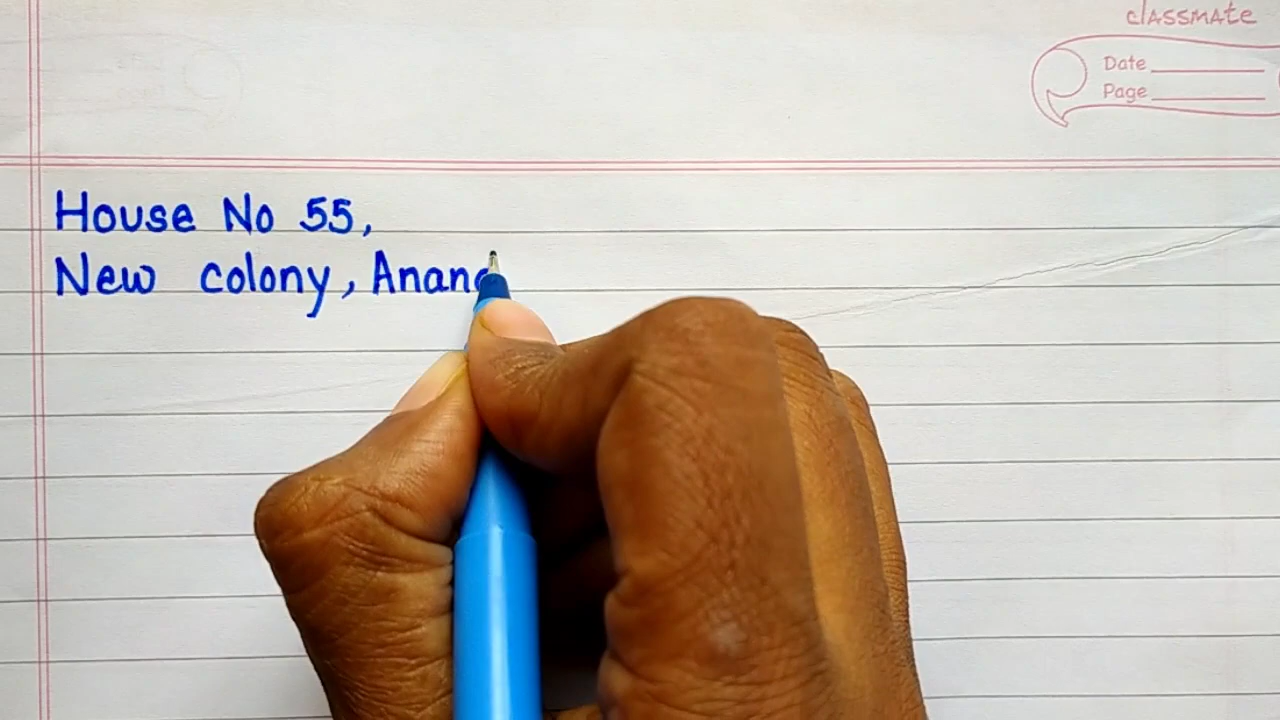 classmate
Date
Page
House No 55,
New colony, Anan